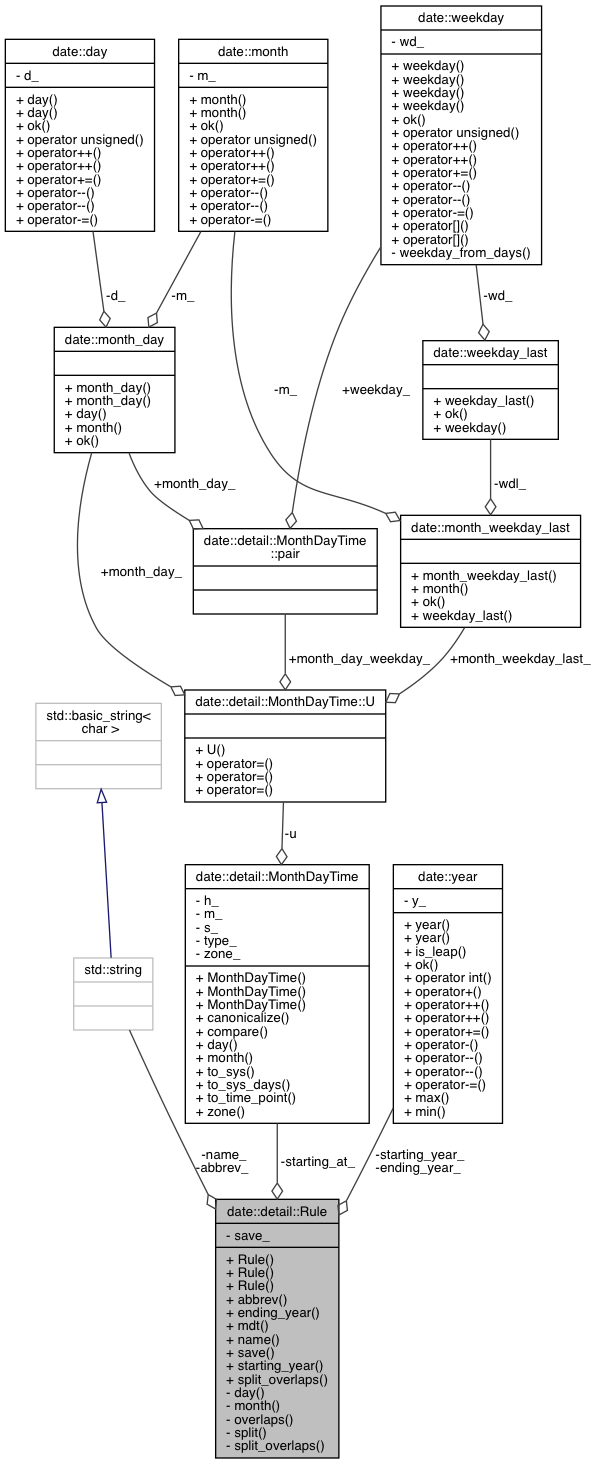 date::day
- d_
+ day()
+ day()
+ ok()
+ operator unsigned()
+ operator++()
+ operator++()
+ operator+=()
+ operator--()
+ operator--()
+ operator-=()
date::month
- m_
+ month()
+ month()
+ ok()
+ operator unsigned()
+ operator++()
+ operator++()
+ operator+=()
+ operator--()
+ operator--()
+ operator-=()
date::weekday
- wd_
+ weekday()
+ weekday()
+ weekday()
+ weekday()
+ ok()
+ operator unsigned()
+ operator++()
+ operator++()
+ operator+=()
+ operator--()
+ operator--()
+ operator-=()
+ operator[]()
+ operator[]()
- weekday_from_days()
-d_
-m_
-wd_
date::month_day
+ month_day()
+ month_day()
+ day()
+ month()
+ ok()
-m_
+weekday_
date::weekday_last
+ weekday_last()
+ ok()
+ weekday()
+month_day_
-wdl_
date::detail::MonthDayTime
::pair
date::month_weekday_last
+ month_weekday_last()
+ month()
+ ok()
+ weekday_last()
+month_day_
+month_day_weekday_
+month_weekday_last_
std::basic_string<
char >
date::detail::MonthDayTime::U
+ U()
+ operator=()
+ operator=()
+ operator=()
-u
std::string
date::detail::MonthDayTime
- h_
- m_
- s_
- type_
- zone_
+ MonthDayTime()
+ MonthDayTime()
+ MonthDayTime()
+ canonicalize()
+ compare()
+ day()
+ month()
+ to_sys()
+ to_sys_days()
+ to_time_point()
+ zone()
date::year
- y_
+ year()
+ year()
+ is_leap()
+ ok()
+ operator int()
+ operator+()
+ operator++()
+ operator++()
+ operator+=()
+ operator-()
+ operator--()
+ operator--()
+ operator-=()
+ max()
+ min()
-name_
-abbrev_
-starting_at_
-starting_year_
-ending_year_
date::detail::Rule
- save_
+ Rule()
+ Rule()
+ Rule()
+ abbrev()
+ ending_year()
+ mdt()
+ name()
+ save()
+ starting_year()
+ split_overlaps()
- day()
- month()
- overlaps()
- split()
- split_overlaps()